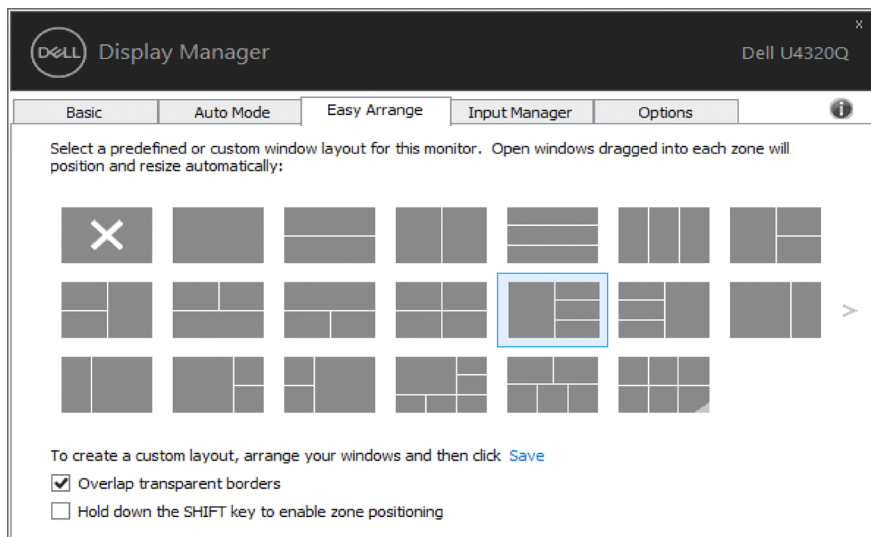 x
DELL
Display Manager
Dell U4320Q
Basic
Auto Mode
Easy Arrange
Input Manager
Options
i
Select a predefined or custom window layout for this monitor. Open windows dragged into each zone will
position and resize automatically:
>
To create a custom layout, arrange your windows and then click Save
Overlap transparent borders
Hold down the SHIFT key to enable zone positioning